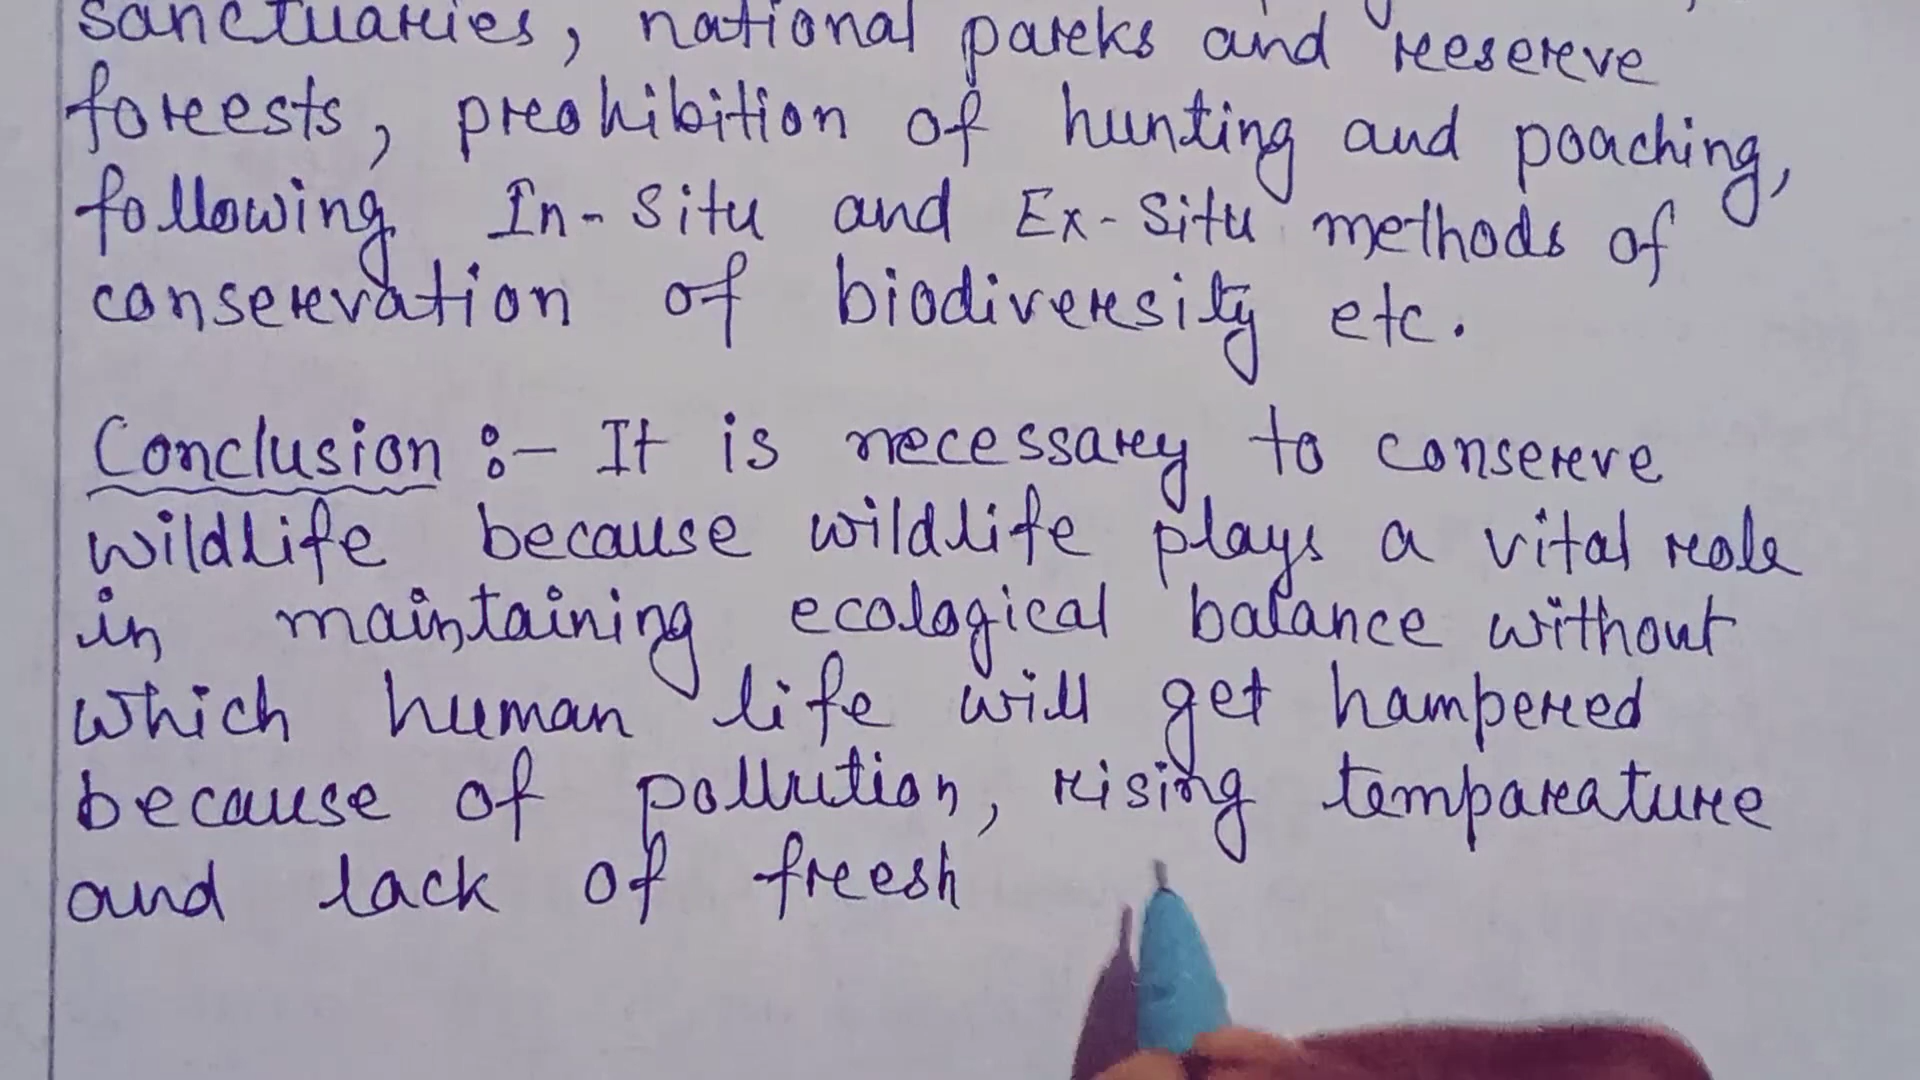 sanctuaries, national parks and reserve
forests, prohibition of hunting and poaching,
following In-Situ and Ex-Situ methods of
conservation of biodiversity etc.
Conclusion :- It is necessary to conserve
wildlife because wildlife plays a vital role
in maintaining ecological balance without
which human life will get hampered
because of pollution, rising temparature
and lack of fresh